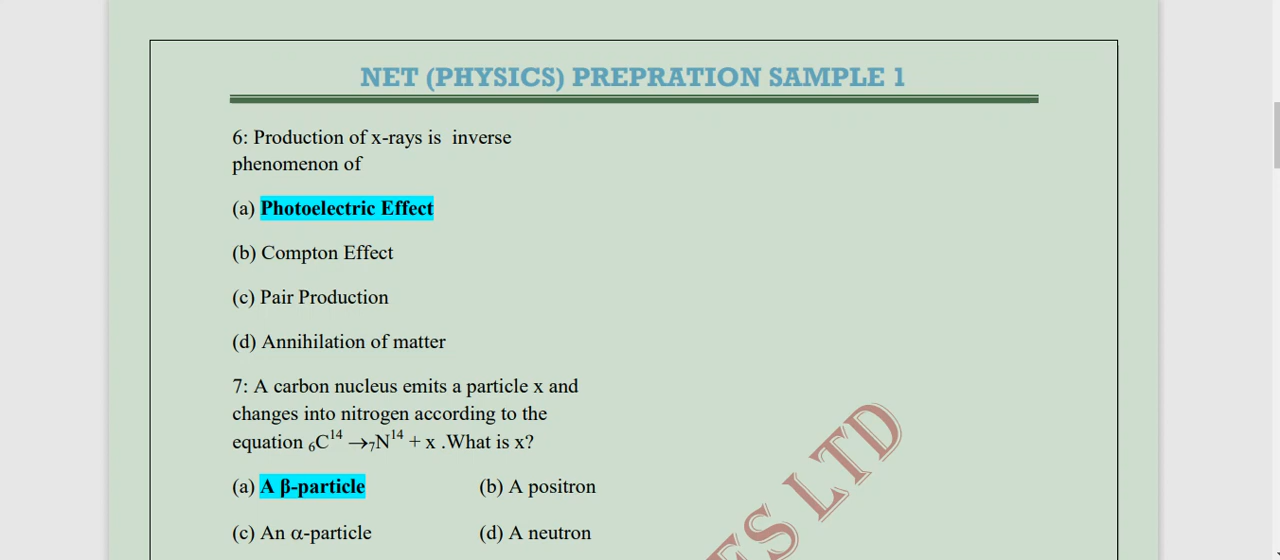 NET (PHYSICS) PREPRATION SAMPLE 1
6: Production of x-rays is inverse
phenomenon of
(a) Photoelectric Effect
(b) Compton Effect
(c) Pair Production
(d) Annihilation of matter
7: A carbon nucleus emits a particle x and
changes into nitrogen according to the
equation ₆C¹⁴ →₇N¹⁴ + x .What is x?
(a) A β-particle (b) A positron
(c) An α-particle (d) A neutron
LTD